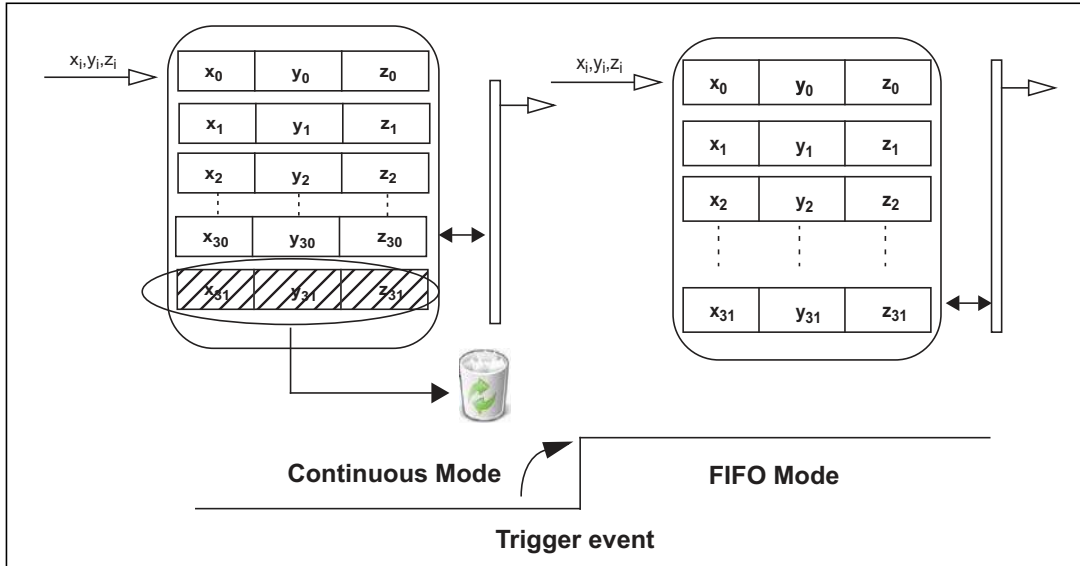 xᵢ,yᵢ,zᵢ
x₀ y₀ z₀
x₁ y₁ z₁
x₂ y₂ z₂
x₃₀ y₃₀ z₃₀
x₃₁ y₃₁ z₃₁
xᵢ,yᵢ,zᵢ
x₀ y₀ z₀
x₁ y₁ z₁
x₂ y₂ z₂
x₃₁ y₃₁ z₃₁
Continuous Mode
FIFO Mode
Trigger event